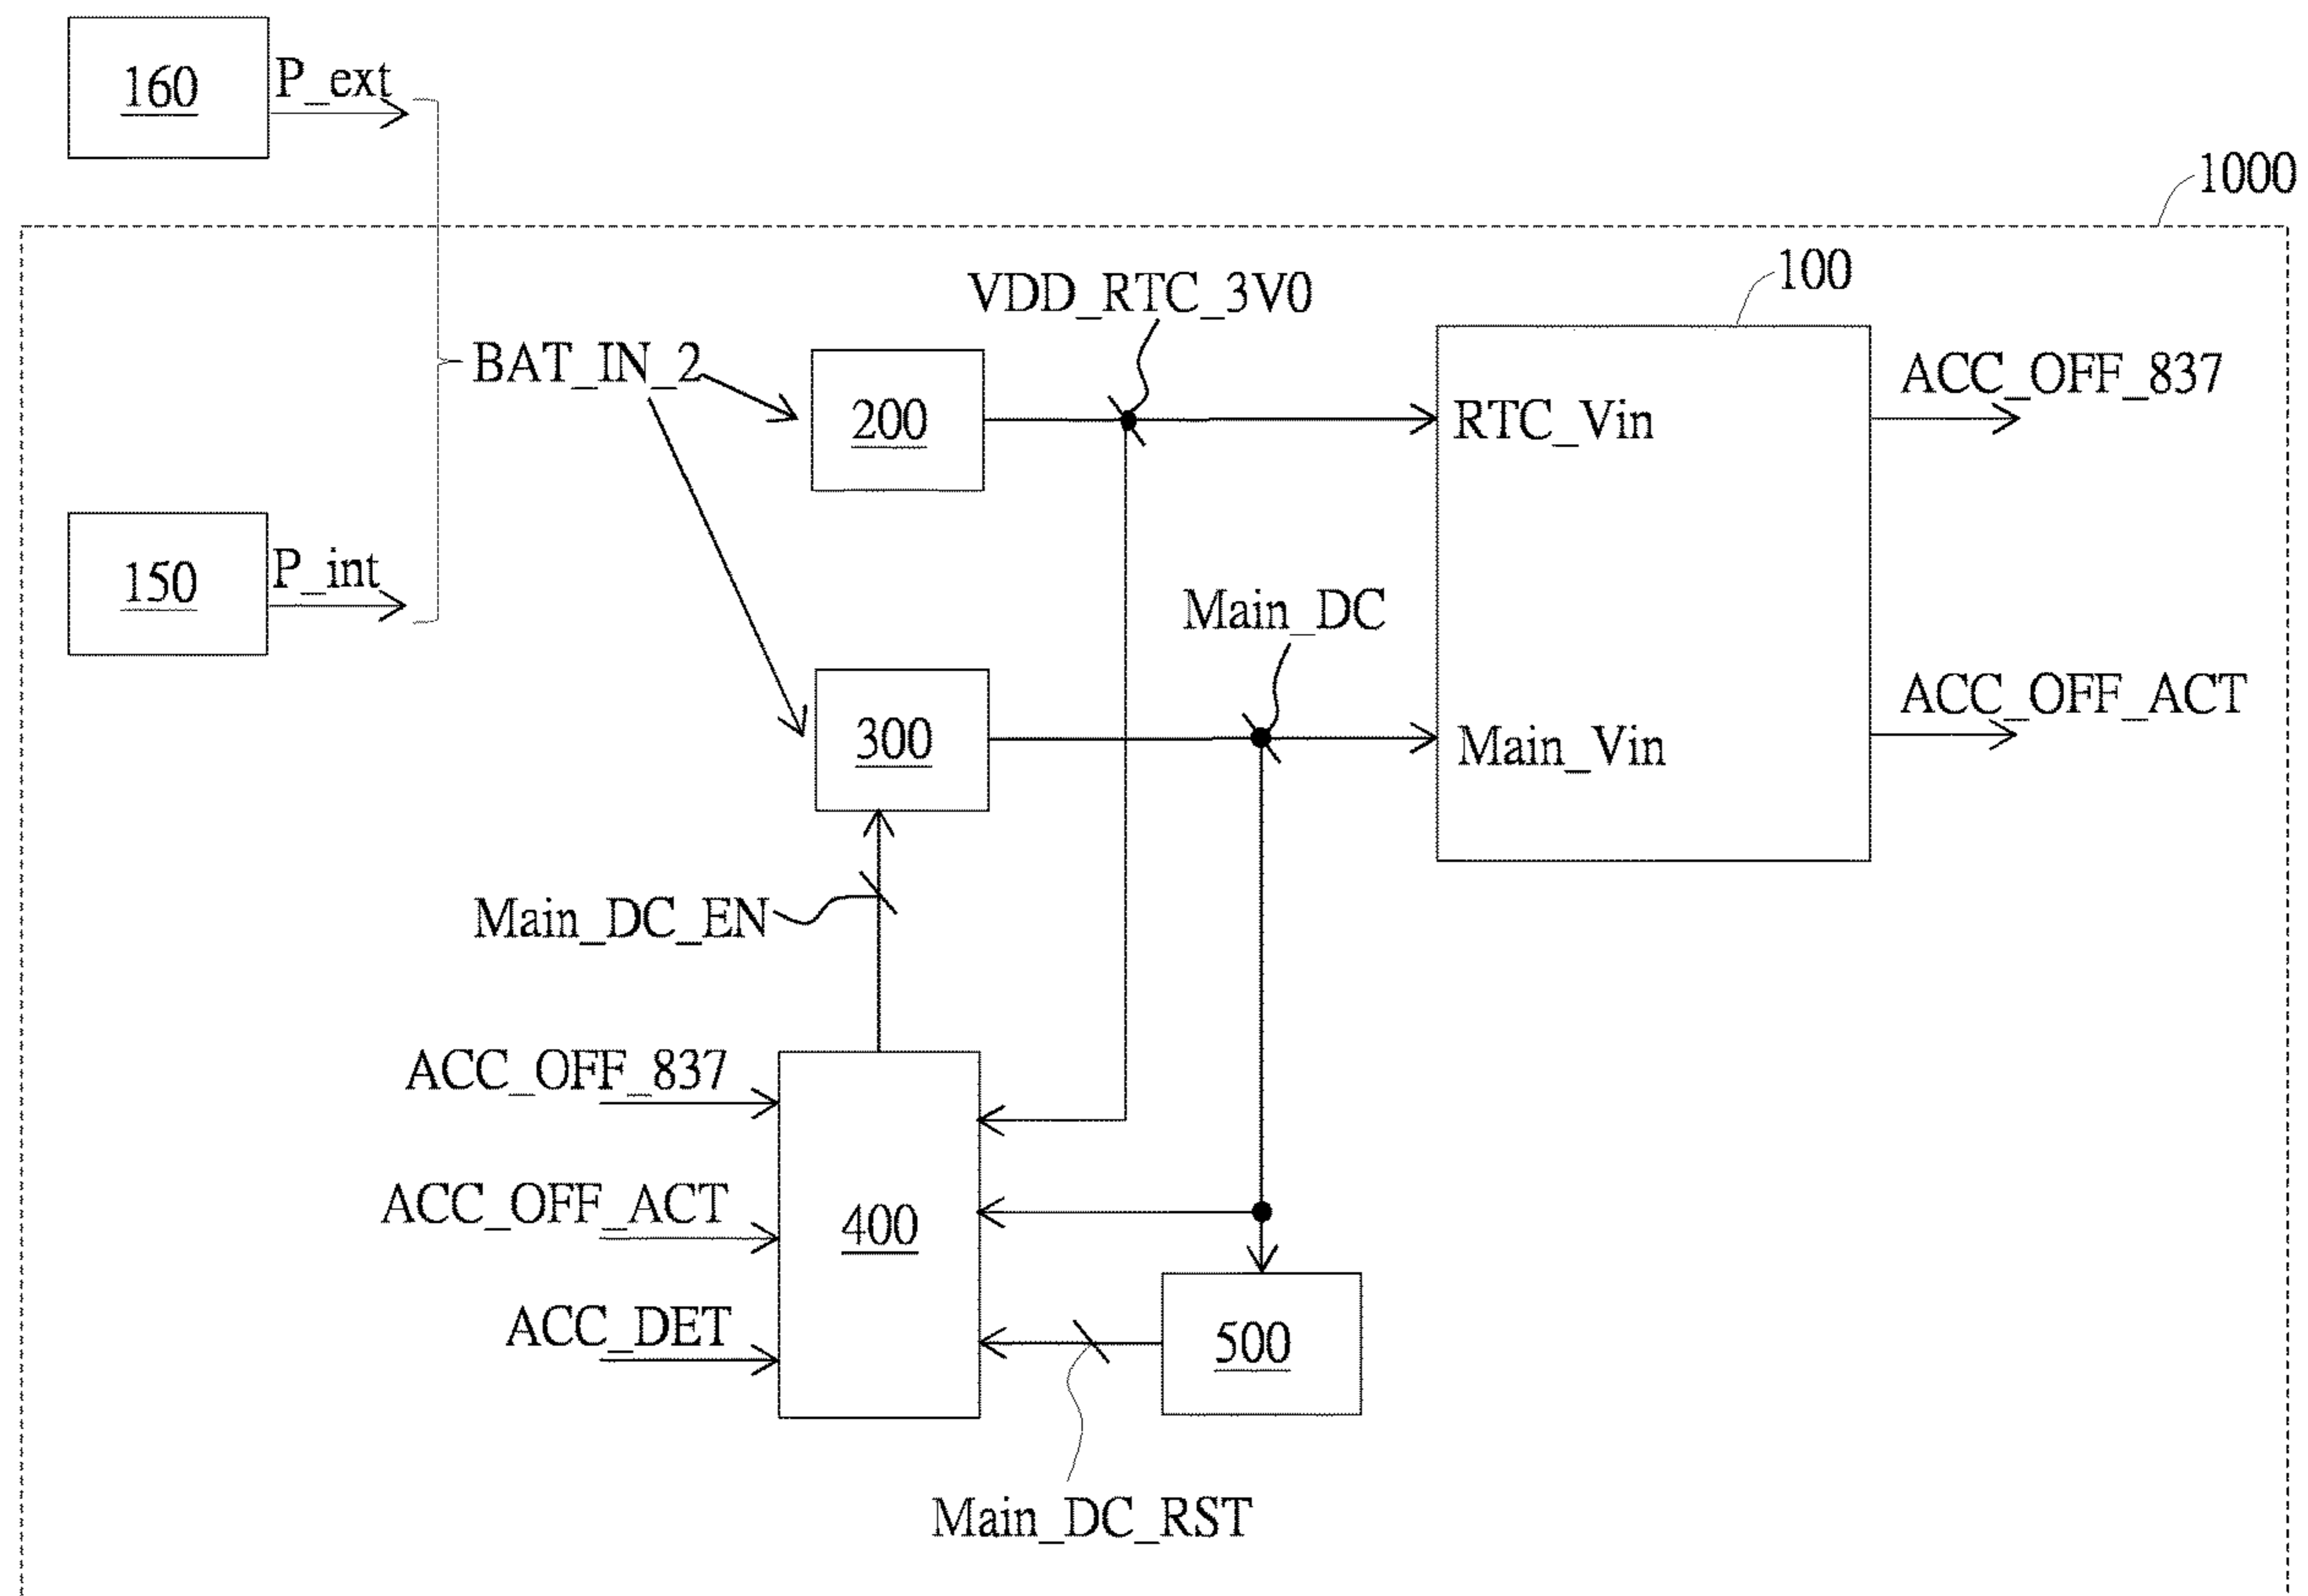 160
P_ext
1000
100
VDD_RTC_3V0
BAT_IN_2
200
RTC_Vin
ACC_OFF_837
150
P_int
Main_DC
300
Main_Vin
ACC_OFF_ACT
Main_DC_EN
ACC_OFF_837
ACC_OFF_ACT
400
ACC_DET
500
Main_DC_RST